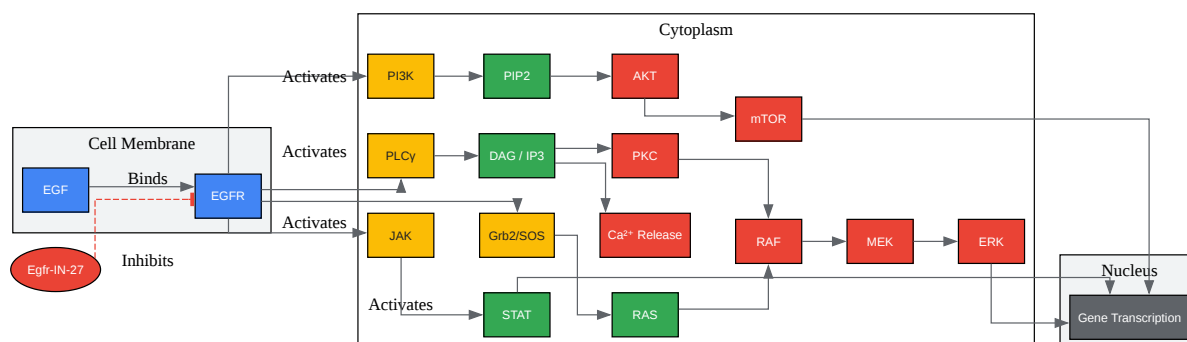 Cytoplasm
Activates
PI3K
PIP2
AKT
mTOR
Cell Membrane
Activates
PLCγ
DAG / IP3
PKC
EGF
Binds
EGFR
Activates
JAK
Grb2/SOS
Ca²⁺ Release
RAF
MEK
ERK
Egfr-IN-27
Inhibits
Nucleus
Activates
STAT
RAS
Gene Transcription